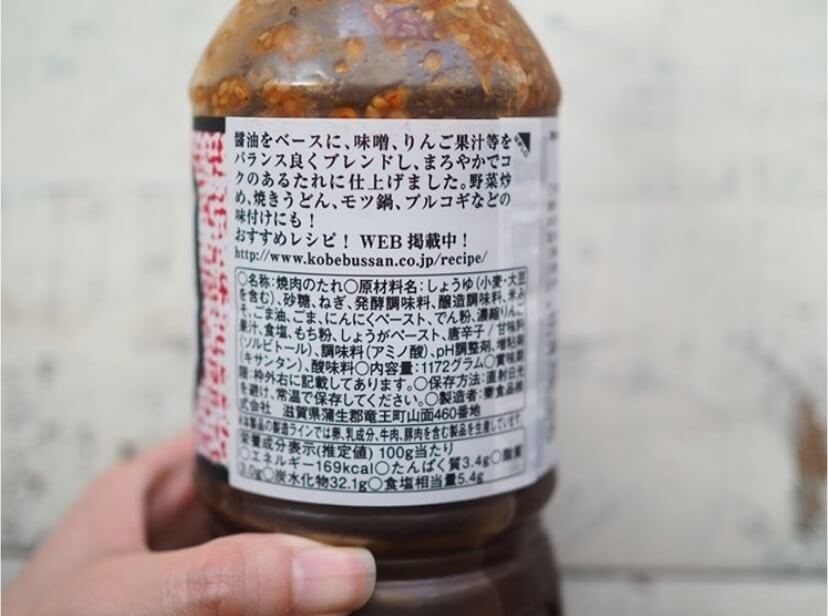 醤油をベースに、味噌、りんご果汁等を
バランス良くブレンドし、まろやかでコ
クのあるたれに仕上げました。野菜炒
め、焼きうどん、モツ鍋、プルコギなどの
味付けにも！
おすすめレシピ！ WEB 掲載中！
http://www.kobebussan.co.jp/recipe/
○名称：焼肉のたれ○原材料名：しょうゆ（小麦・大豆
を含む）、砂糖、ねぎ、発酵調味料、醸造調味料、米み
そ、ごま油、ごま、にんにくペースト、でん粉、濃縮りんご
果汁、食塩、もち粉、しょうがペースト、唐辛子／甘味料
（ソルビトール）、調味料（アミノ酸）、pH調整剤、増粘剤
（キサンタン）、酸味料○内容量：1172グラム○賞味期
限：枠外右に記載してあります。○保存方法：直射日光
を避け、常温で保存してください。○製造者：秦食品株
式会社 滋賀県蒲生郡竜王町山面460番地
※本製品の製造ラインでは卵、乳成分、牛肉、豚肉を含む製品を生産しています。
栄養成分表示（推定値）100g当たり
○エネルギー169kcal○たんぱく質3.4g○脂質
3.0g○炭水化物32.1g○食塩相当量5.4g